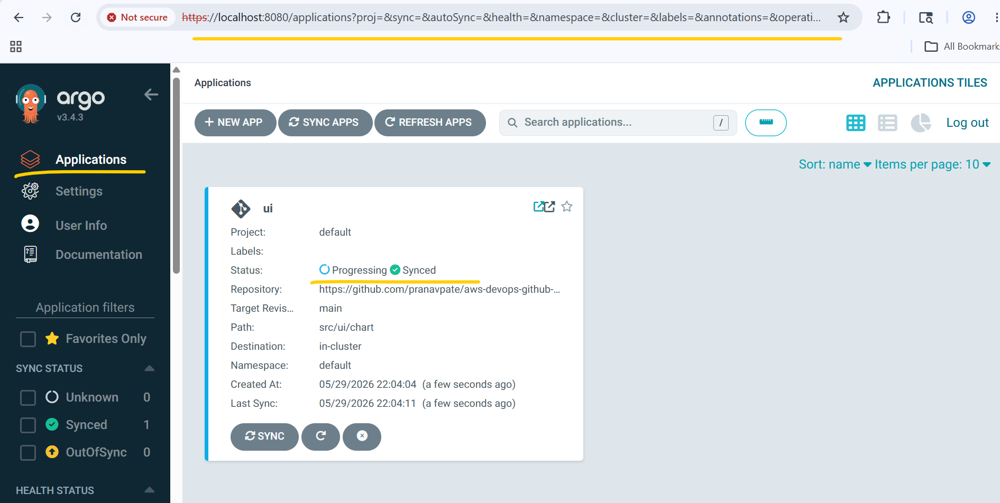 Not secure https://localhost:8080/applications?proj=&sync=&autoSync=&health=&namespace=&cluster=&labels=&annotations=&operati...
All Bookmarks
argo
v3.4.3
Applications
Settings
User Info
Documentation
Application filters
Favorites Only
SYNC STATUS
Unknown 0
Synced 1
OutOfSync 0
HEALTH STATUS
Applications
APPLICATIONS TILES
+ NEW APP SYNC APPS REFRESH APPS Search applications... / Log out
Sort: name Items per page: 10
ui
Project: default
Labels:
Status: Progressing Synced
Repository: https://github.com/pranavpate/aws-devops-github-...
Target Revis... main
Path: src/ui/chart
Destination: in-cluster
Namespace: default
Created At: 05/29/2026 22:04:04 (a few seconds ago)
Last Sync: 05/29/2026 22:04:11 (a few seconds ago)
SYNC